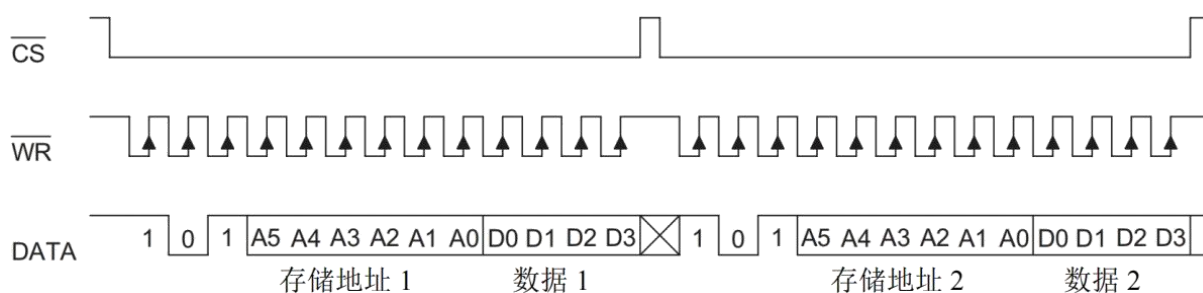 CS
WR
DATA 1 0 1 A5 A4 A3 A2 A1 A0 D0 D1 D2 D3 1 0 1 A5 A4 A3 A2 A1 A0 D0 D1 D2 D3
存储地址 1 数据 1 存储地址 2 数据 2